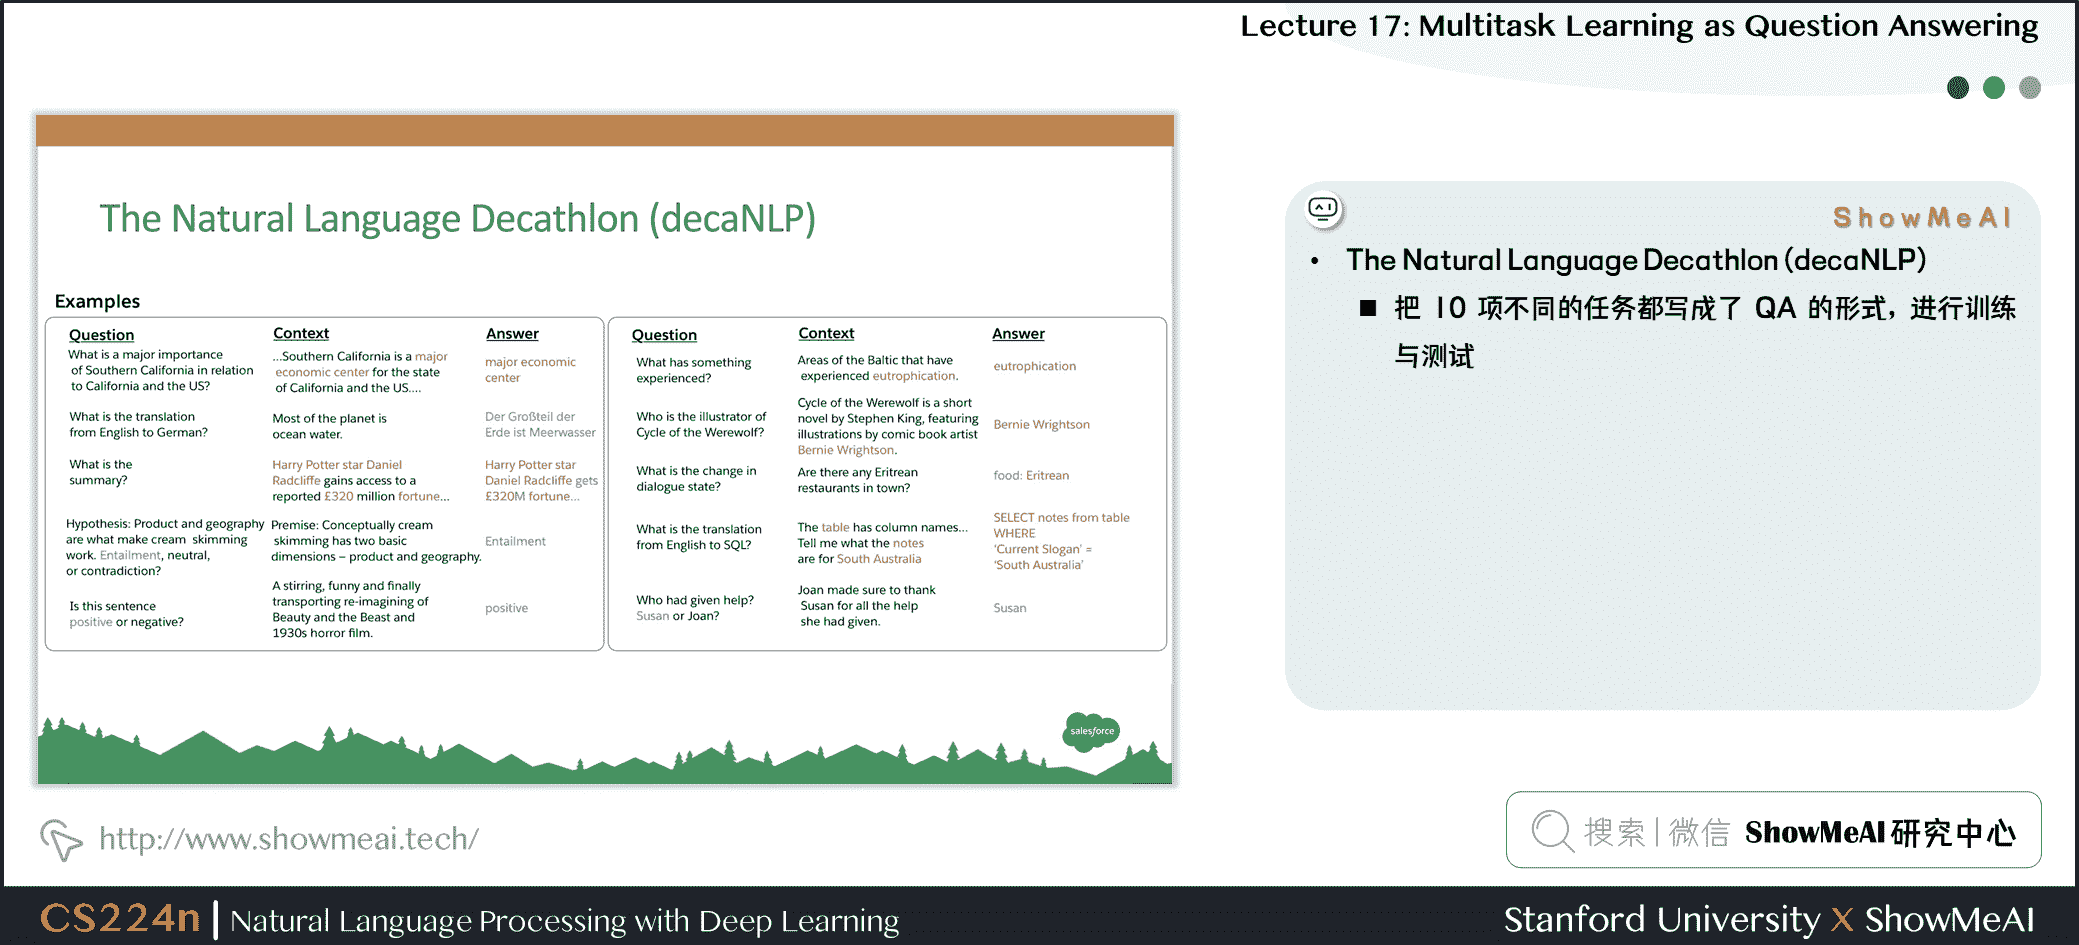 Lecture 17: Multitask Learning as Question Answering
The Natural Language Decathlon (decaNLP)
Examples
Question
Context
Answer
What is a major importance
of Southern California in relation
to California and the US?
...Southern California is a major
economic center for the state
of California and the US....
major economic
center
What is the translation
from English to German?
Most of the planet is
ocean water.
Der Großteil der
Erde ist Meerwasser
What is the
summary?
Harry Potter star Daniel
Radcliffe gains access to a
reported £320 million fortune...
Harry Potter star
Daniel Radcliffe gets
£320M fortune...
Hypothesis: Product and geography
are what make cream skimming
work. Entailment, neutral,
or contradiction?
Premise: Conceptually cream
skimming has two basic
dimensions – product and geography.
Entailment
Is this sentence
positive or negative?
A stirring, funny and finally
transporting re-imagining of
Beauty and the Beast and
1930s horror film.
positive
Question
Context
Answer
What has something
experienced?
Areas of the Baltic that have
experienced eutrophication.
eutrophication
Who is the illustrator of
Cycle of the Werewolf?
Cycle of the Werewolf is a short
novel by Stephen King, featuring
illustrations by comic book artist
Bernie Wrightson.
Bernie Wrightson
What is the change in
dialogue state?
Are there any Eritrean
restaurants in town?
food: Eritrean
What is the translation
from English to SQL?
The table has column names...
Tell me what the notes
are for South Australia
SELECT notes from table
WHERE
'Current Slogan' =
'South Australia'
Who had given help?
Susan or Joan?
Joan made sure to thank
Susan for all the help
she had given.
Susan
salesforce
ShowMeAI
• The Natural Language Decathlon (decaNLP)
■ 把 10 项不同的任务都写成了 QA 的形式，进行训练
与测试
http://www.showmeai.tech/
搜索 | 微信 ShowMeAI 研究中心
CS224n | Natural Language Processing with Deep Learning
Stanford University X ShowMeAI